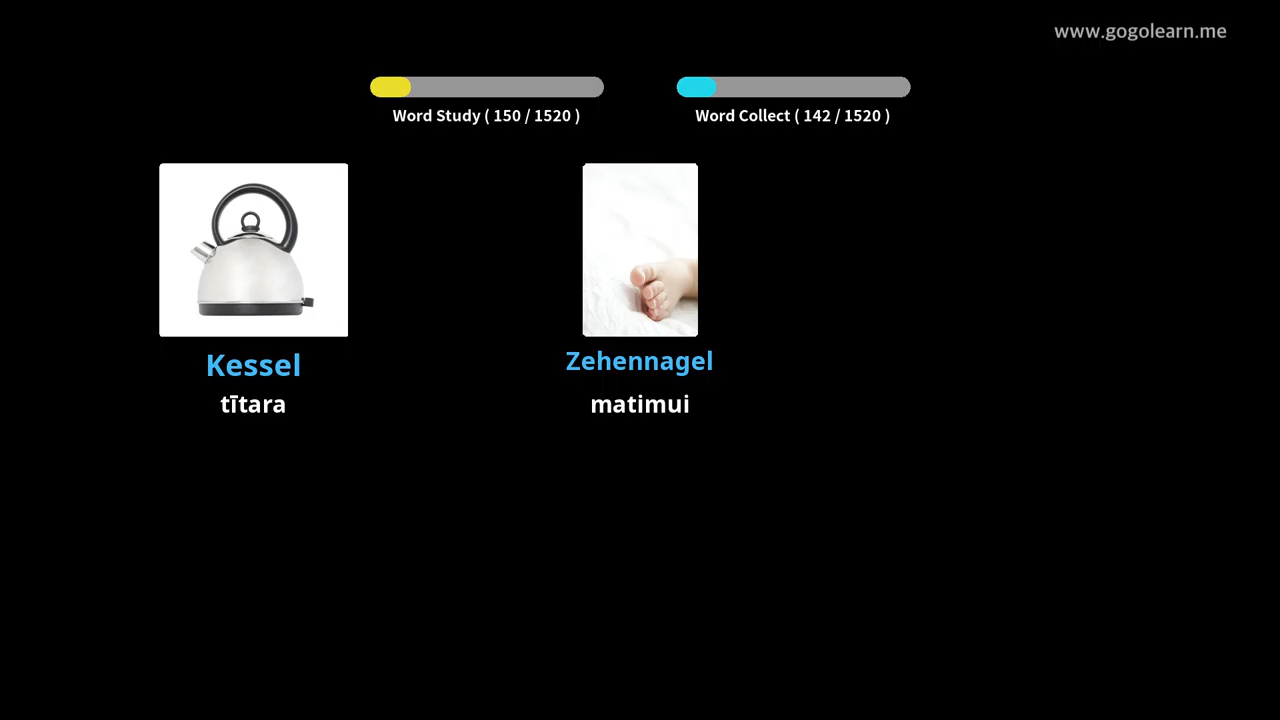 www.gogolearn.me
Word Study ( 150 / 1520 )
Word Collect ( 142 / 1520 )
Kessel
tītara
Zehennagel
matimui